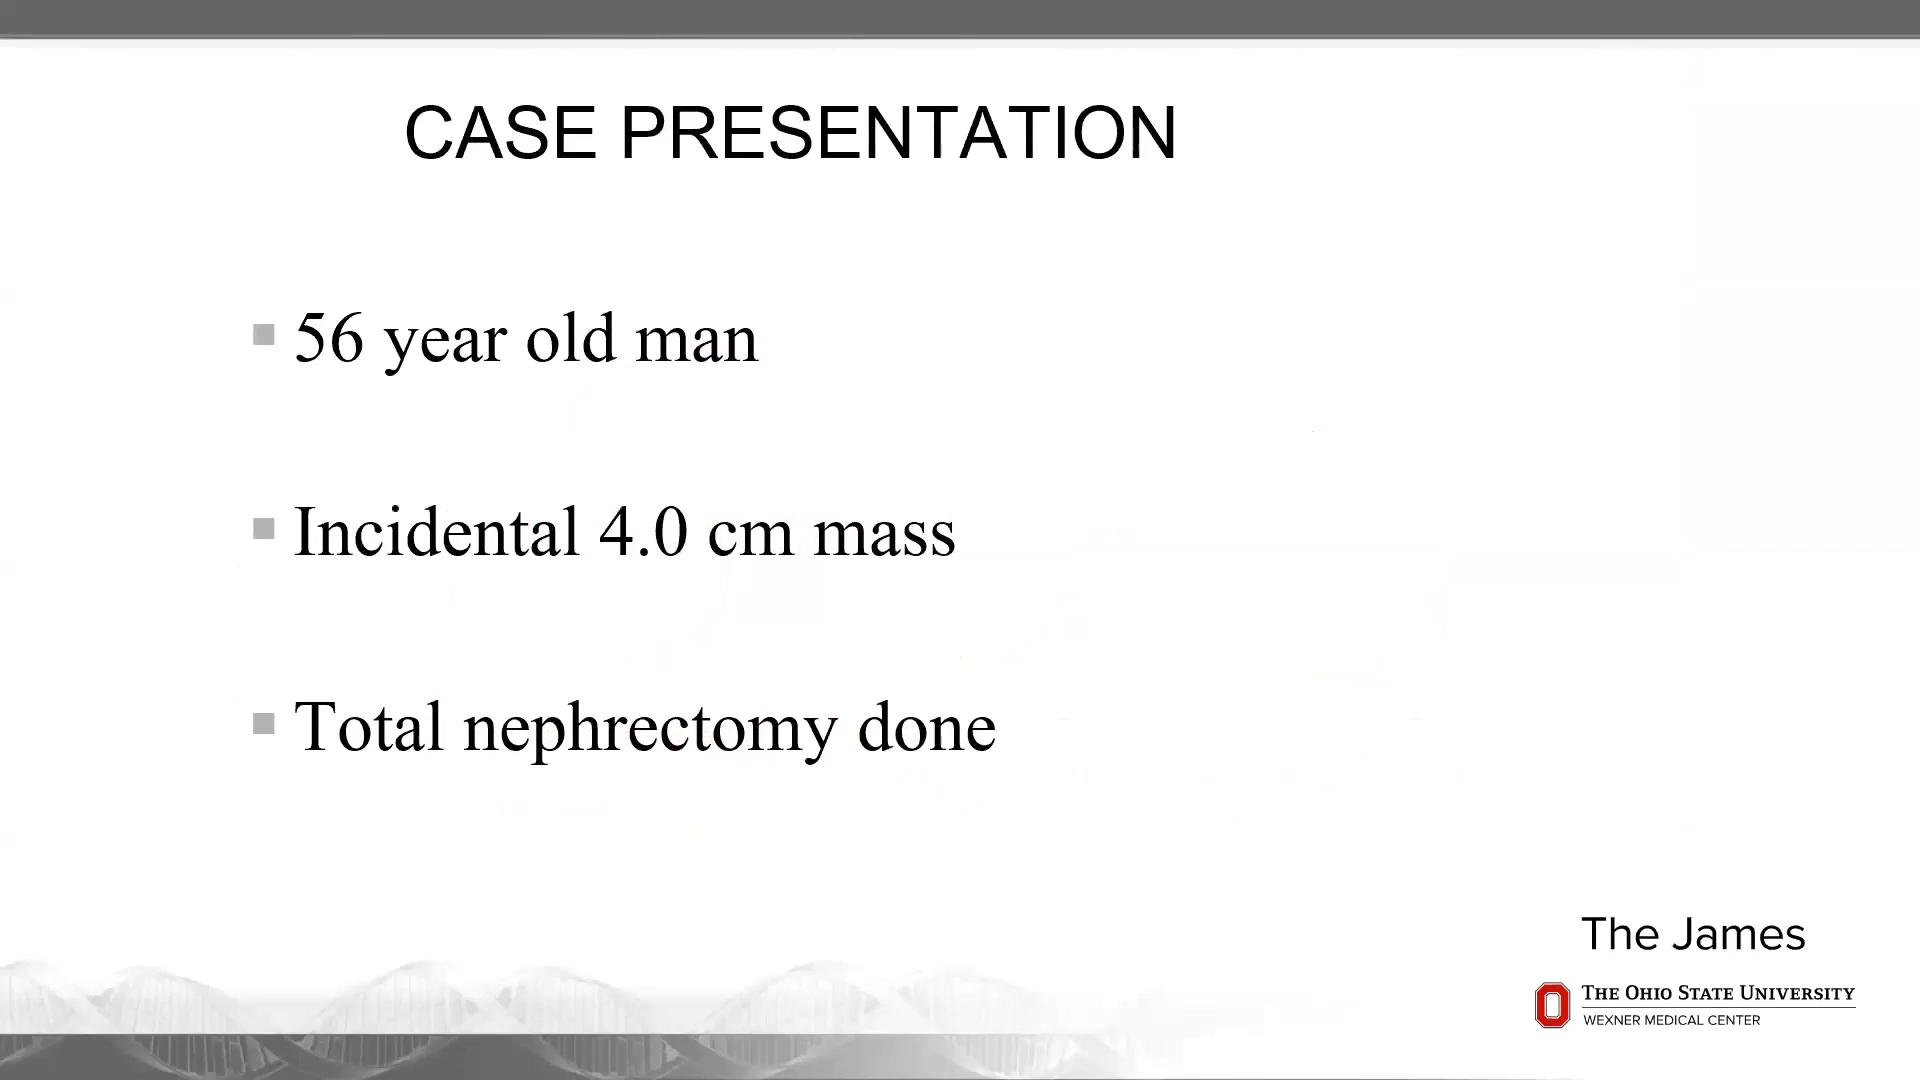 CASE PRESENTATION
56 year old man
Incidental 4.0 cm mass
Total nephrectomy done
The James
THE OHIO STATE UNIVERSITY
WEXNER MEDICAL CENTER